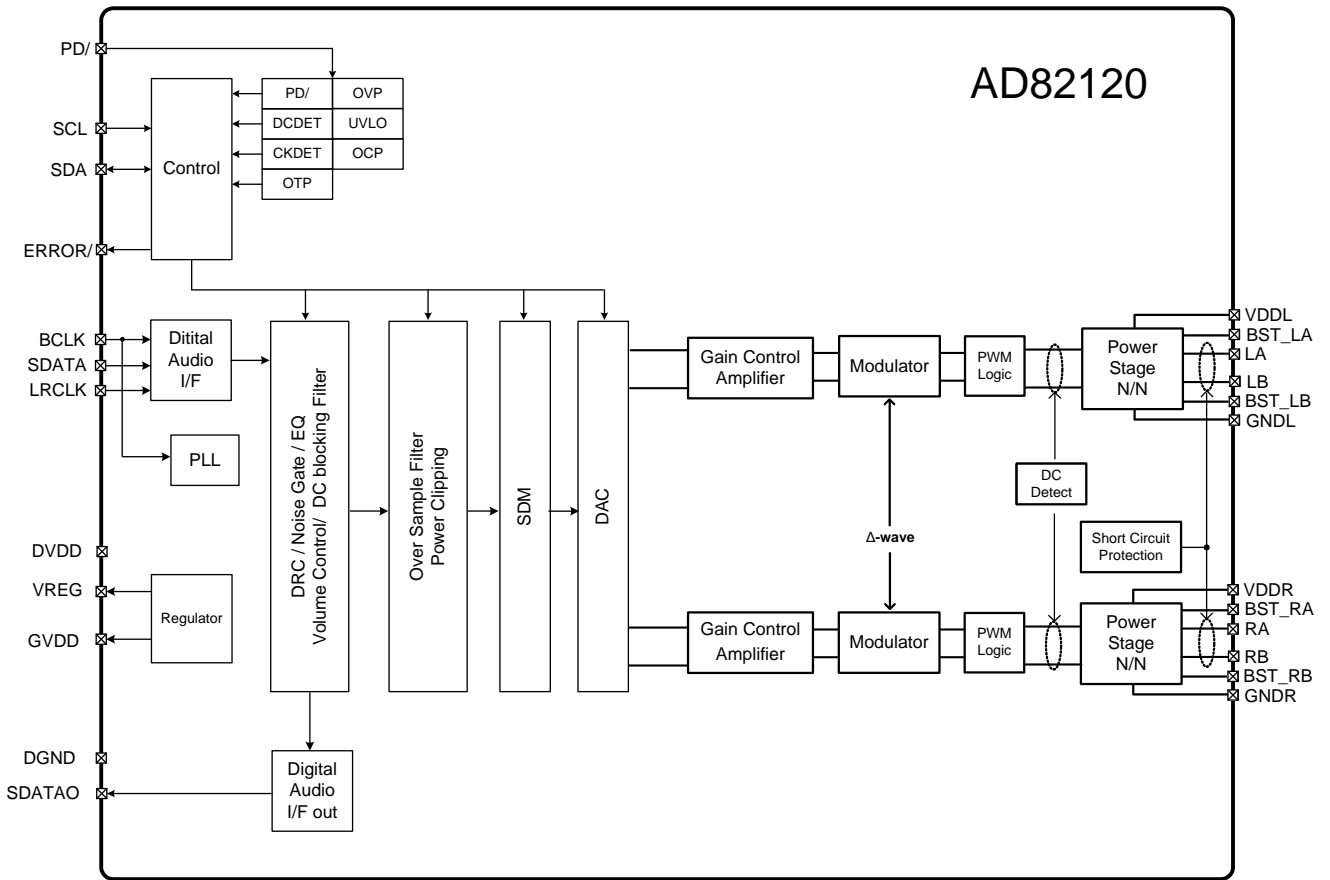 AD82120
PD/
SCL
SDA
ERROR/
Control
PD/
OVP
DCDET
UVLO
CKDET
OCP
OTP
BCLK
SDATA
LRCLK
Ditital
Audio
I/F
PLL
DVDD
VREG
GVDD
Regulator
DGND
SDATAO
DRC / Noise Gate / EQ
Volume Control/ DC blocking Filter
Over Sample Filter
Power Clipping
SDM
DAC
Digital
Audio
I/F out
Gain Control
Amplifier
Modulator
PWM
Logic
Power
Stage
N/N
VDDL
BST_LA
LA
LB
BST_LB
GNDL
DC
Detect
Δ-wave
Short Circuit
Protection
Gain Control
Amplifier
Modulator
PWM
Logic
Power
Stage
N/N
VDDR
BST_RA
RA
RB
BST_RB
GNDR